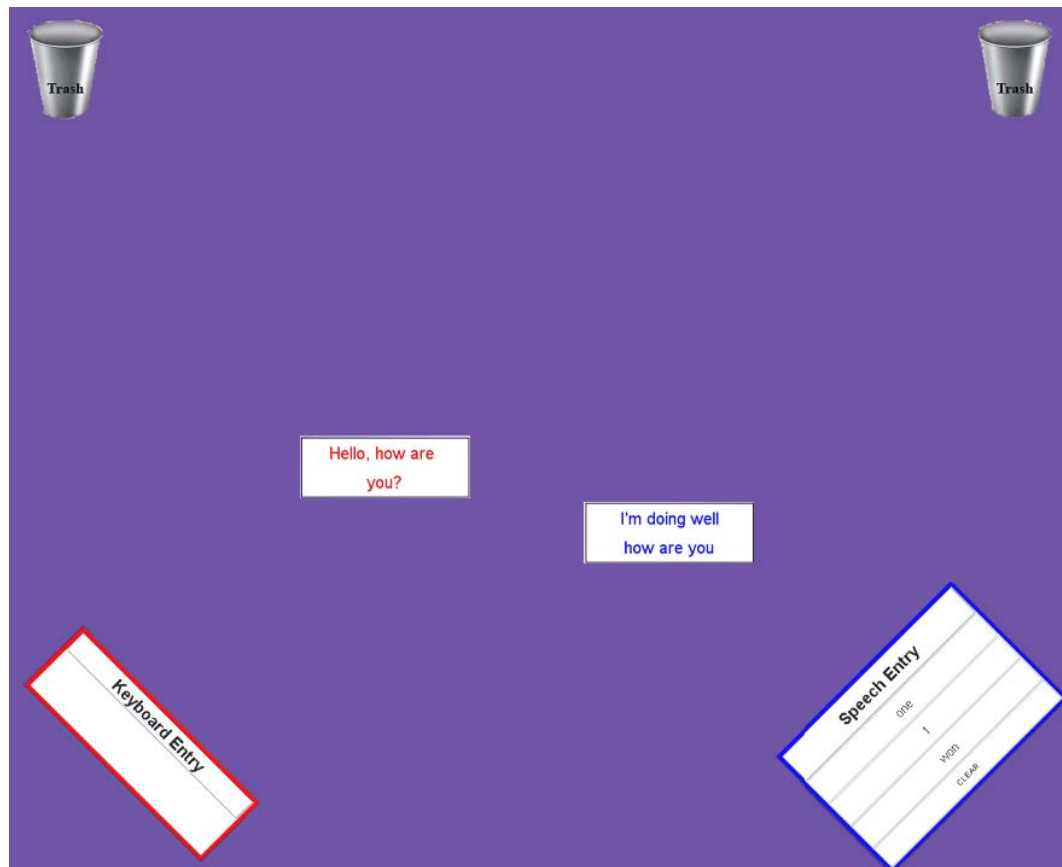 Trash
Trash
Hello, how are
you?
I'm doing well
how are you
Keyboard Entry
Speech Entry
one
1
won
CLEAR